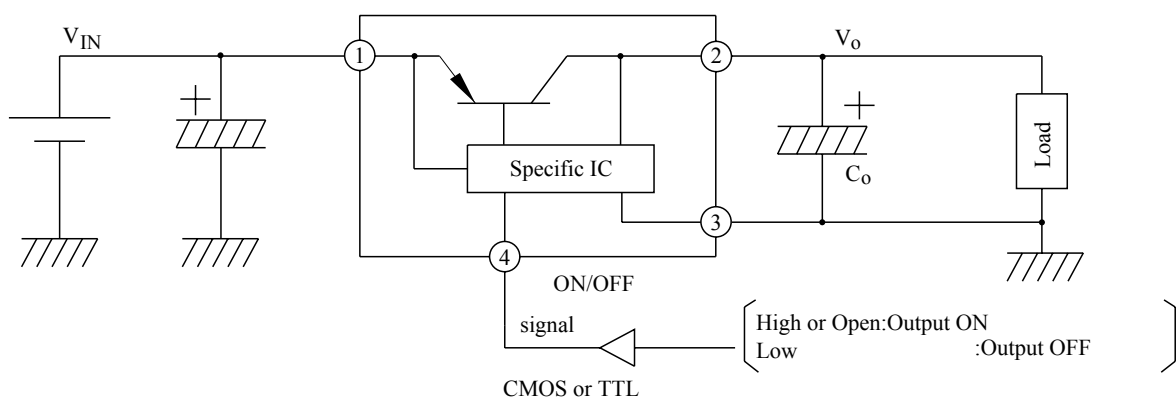 V_IN
1
2
V_o
+
+
Specific IC
C_o
Load
3
4
ON/OFF
signal
High or Open:Output ON
Low :Output OFF
CMOS or TTL